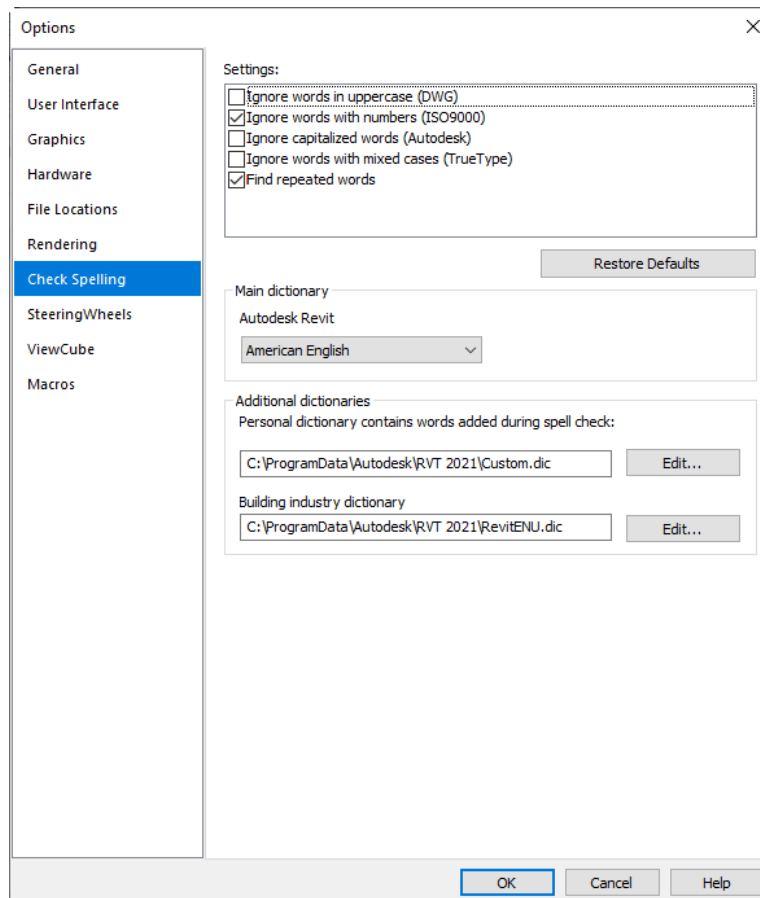 Options
General
User Interface
Graphics
Hardware
File Locations
Rendering
Check Spelling
SteeringWheels
ViewCube
Macros
Settings:
Ignore words in uppercase (DWG)
Ignore words with numbers (ISO9000)
Ignore capitalized words (Autodesk)
Ignore words with mixed cases (TrueType)
Find repeated words
Restore Defaults
Main dictionary
Autodesk Revit
American English
Additional dictionaries
Personal dictionary contains words added during spell check:
C:\ProgramData\Autodesk\RVT 2021\Custom.dic
Edit...
Building industry dictionary
C:\ProgramData\Autodesk\RVT 2021\RevitENU.dic
Edit...
OK
Cancel
Help